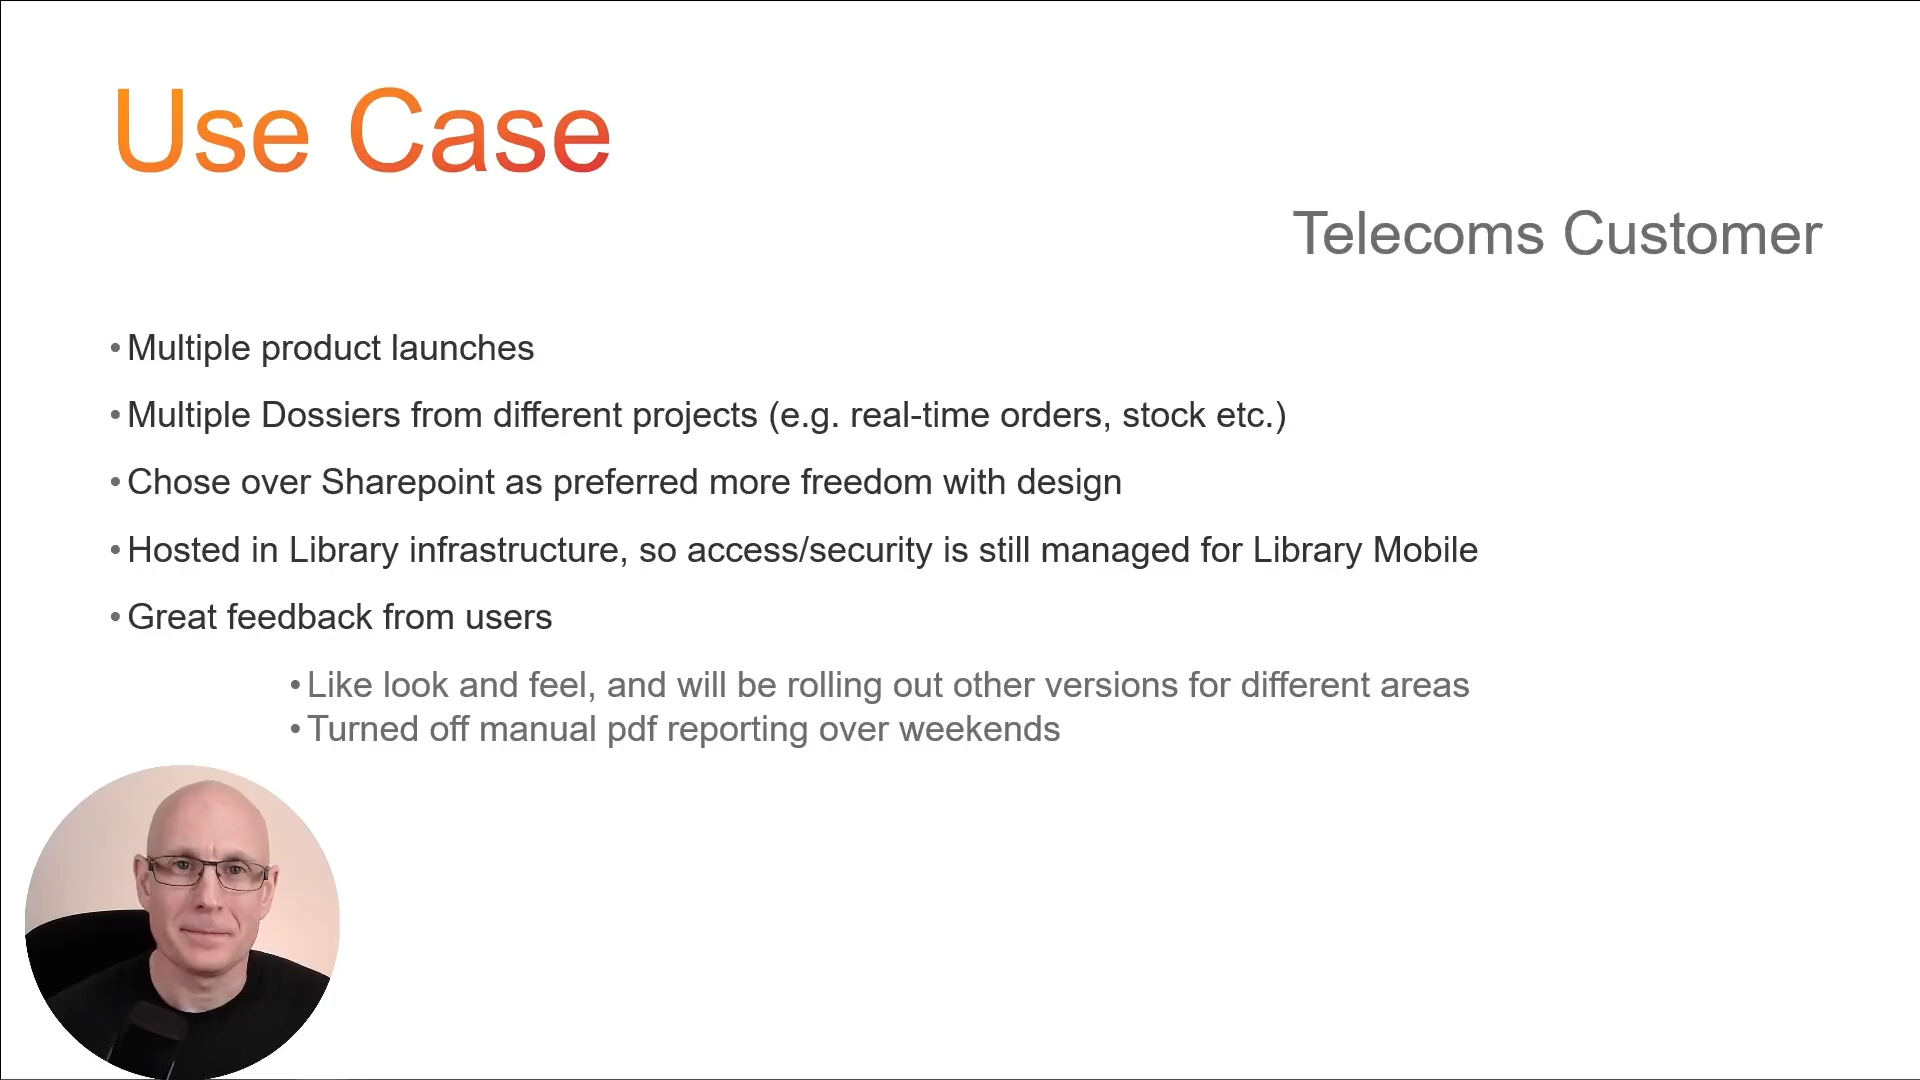 Use Case
Telecoms Customer
•Multiple product launches
•Multiple Dossiers from different projects (e.g. real-time orders, stock etc.)
•Chose over Sharepoint as preferred more freedom with design
•Hosted in Library infrastructure, so access/security is still managed for Library Mobile
•Great feedback from users
•Like look and feel, and will be rolling out other versions for different areas
•Turned off manual pdf reporting over weekends